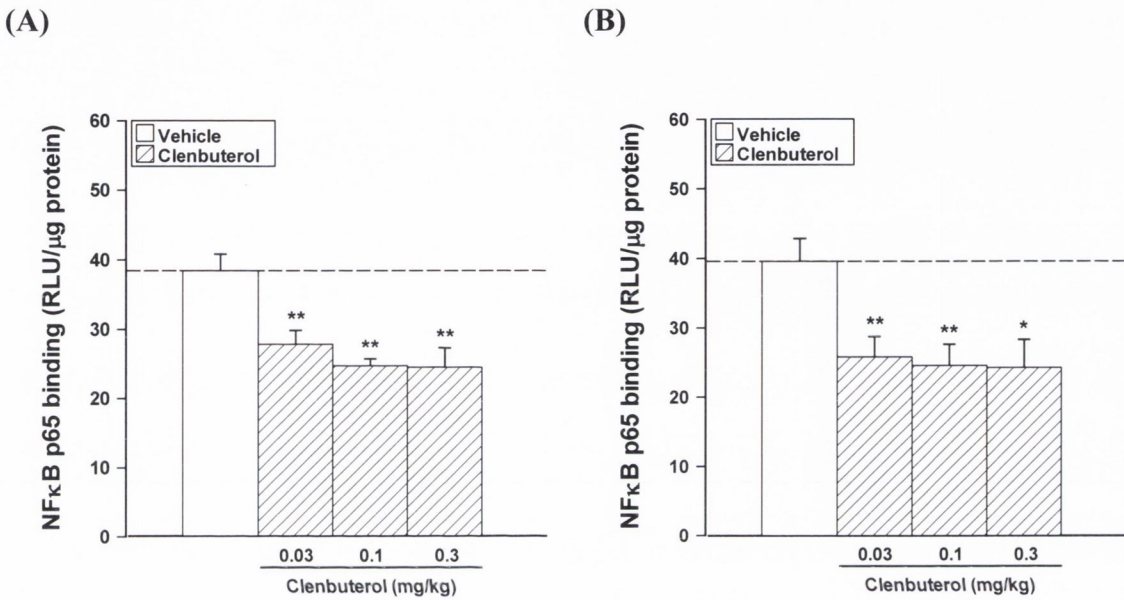 (A)
NFκB p65 binding (RLU/μg protein)
60
50
40
30
20
10
0
Vehicle
Clenbuterol
**
**
**
0.03 0.1 0.3
Clenbuterol (mg/kg)
(B)
NFκB p65 binding (RLU/μg protein)
60
50
40
30
20
10
0
Vehicle
Clenbuterol
**
**
*
0.03 0.1 0.3
Clenbuterol (mg/kg)